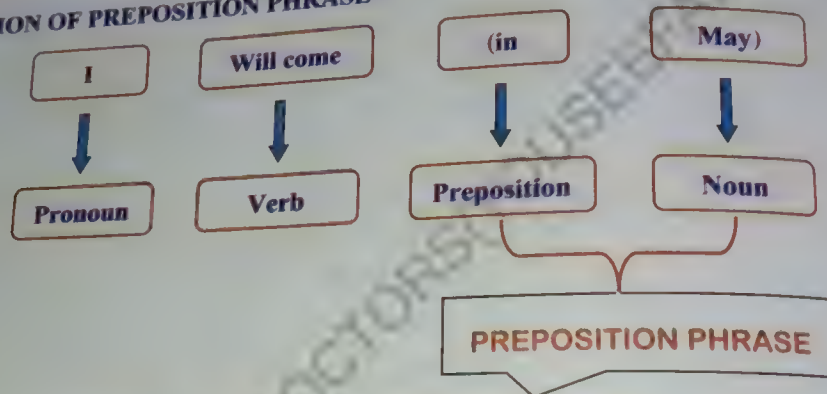 ION OF PREPOSITION PHRASE
I Will come (in May)
Pronoun Verb Preposition Noun
PREPOSITION PHRASE